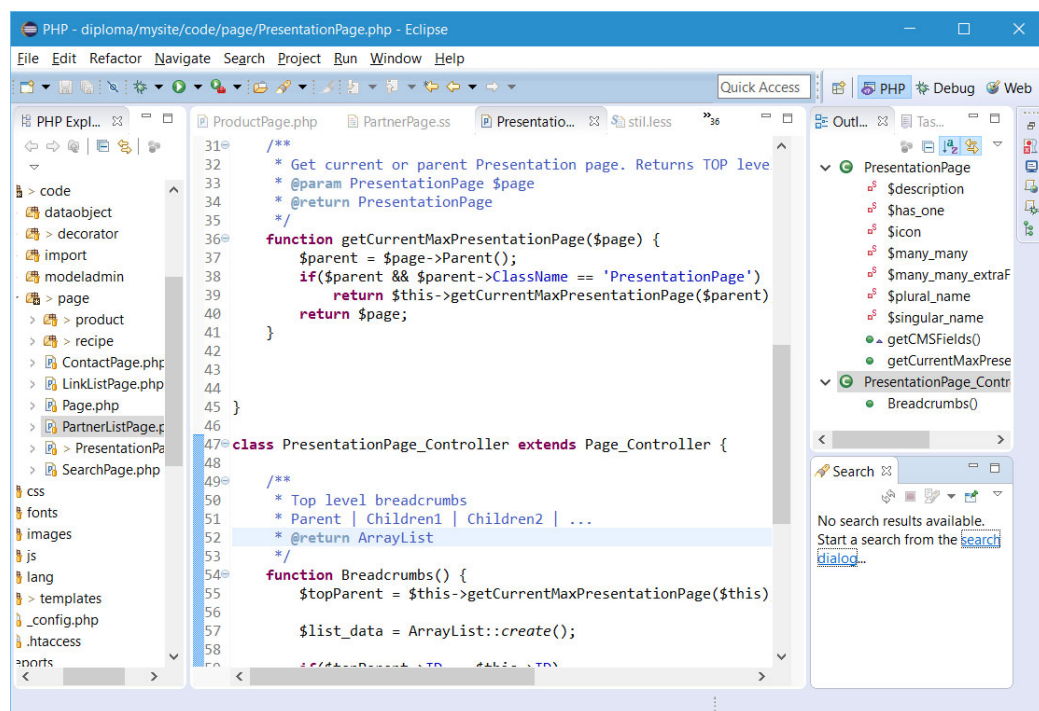 PHP - diploma/mysite/code/page/PresentationPage.php - Eclipse
File Edit Refactor Navigate Search Project Run Window Help
Quick Access PHP Debug Web
PHP Expl...
> code
dataobject
> decorator
import
modeladmin
> page
> product
> recipe
ContactPage.php
LinkListPage.php
Page.php
PartnerListPage.p
> PresentationPa
SearchPage.php
css
fonts
images
js
lang
> templates
_config.php
.htaccess
ProductPage.php PartnerPage.ss Presentatio... stil.less »36
31 /**
32 * Get current or parent Presentation page. Returns TOP leve
33 * @param PresentationPage $page
34 * @return PresentationPage
35 */
36 function getCurrentMaxPresentationPage($page) {
37 $parent = $page->Parent();
38 if($parent && $parent->ClassName == 'PresentationPage')
39 return $this->getCurrentMaxPresentationPage($parent)
40 return $page;
41 }
42
43
44
45 }
46
47 class PresentationPage_Controller extends Page_Controller {
48
49 /**
50 * Top level breadcrumbs
51 * Parent | Children1 | Children2 | ...
52 * @return ArrayList
53 */
54 function Breadcrumbs() {
55 $topParent = $this->getCurrentMaxPresentationPage($this)
56
57 $list_data = ArrayList::create();
58
Outl... Tas...
PresentationPage
$description
$has_one
$icon
$many_many
$many_many_extraF
$plural_name
$singular_name
getCMSFields()
getCurrentMaxPrese
PresentationPage_Contr
Breadcrumbs()
Search
No search results available.
Start a search from the search
dialog...